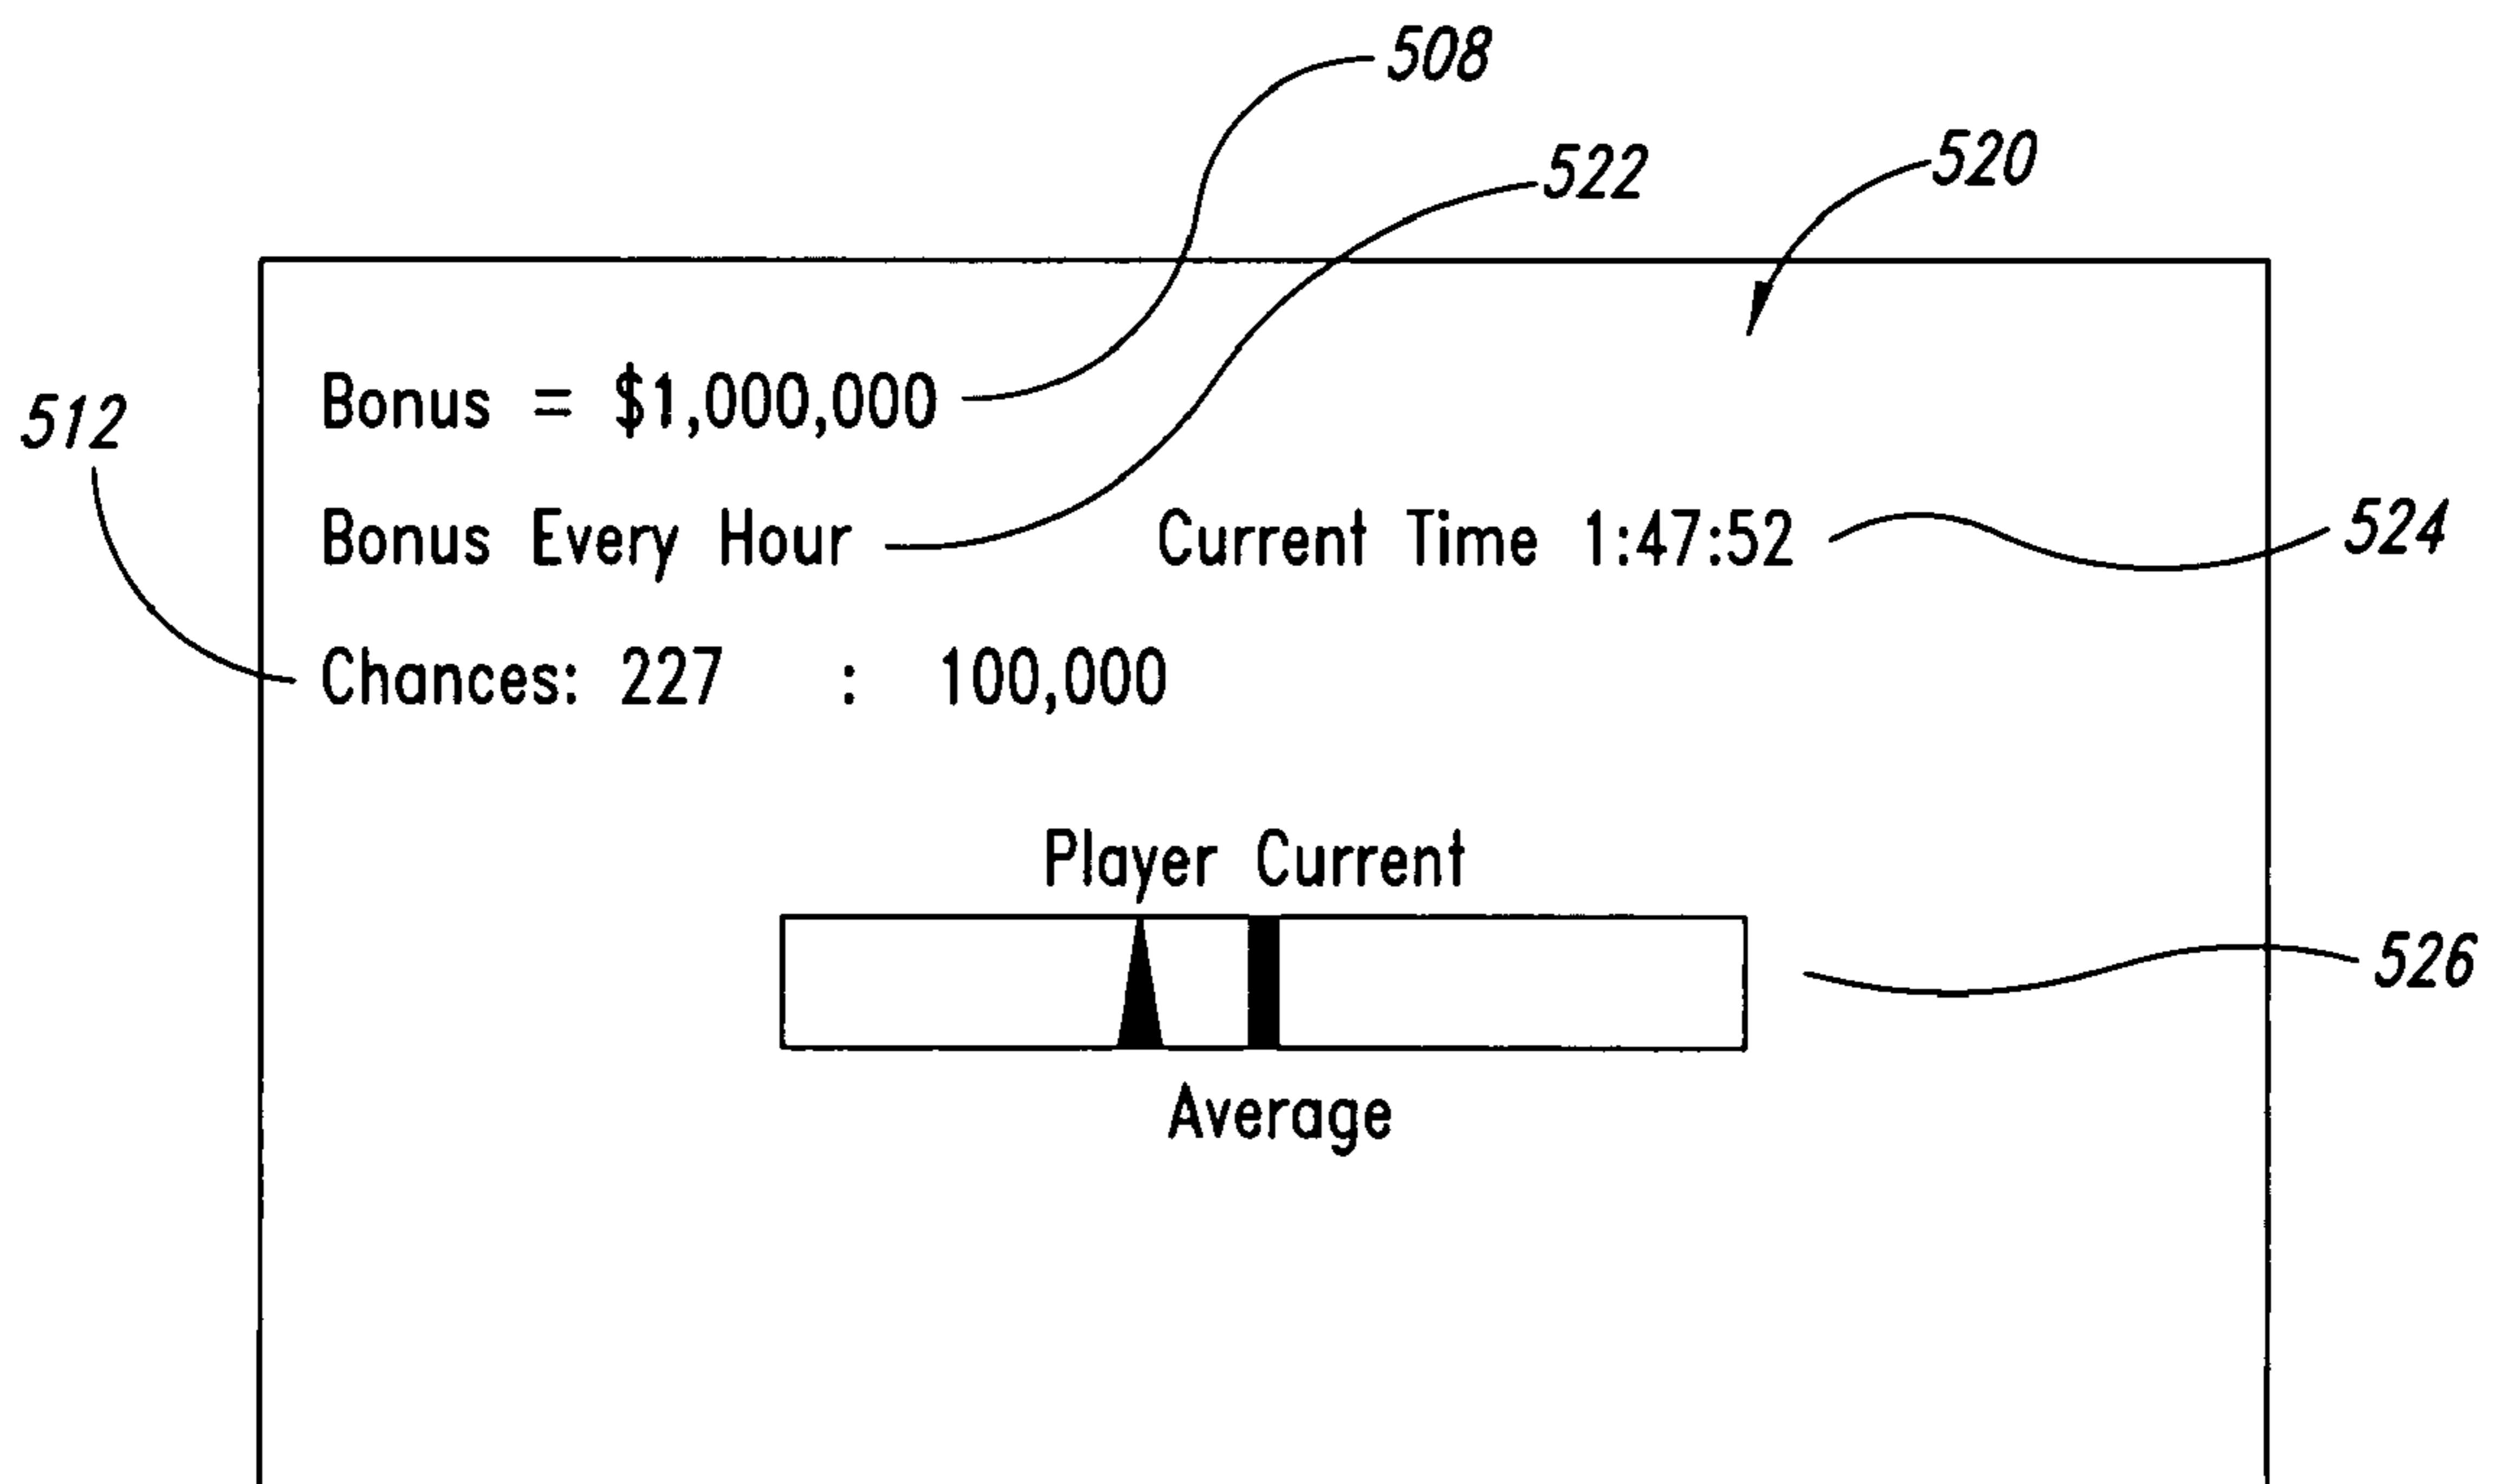 508
522
520
Bonus = $1,000,000
512
Bonus Every Hour
Current Time 1:47:52
524
Chances: 227 : 100,000
Player Current
526
Average